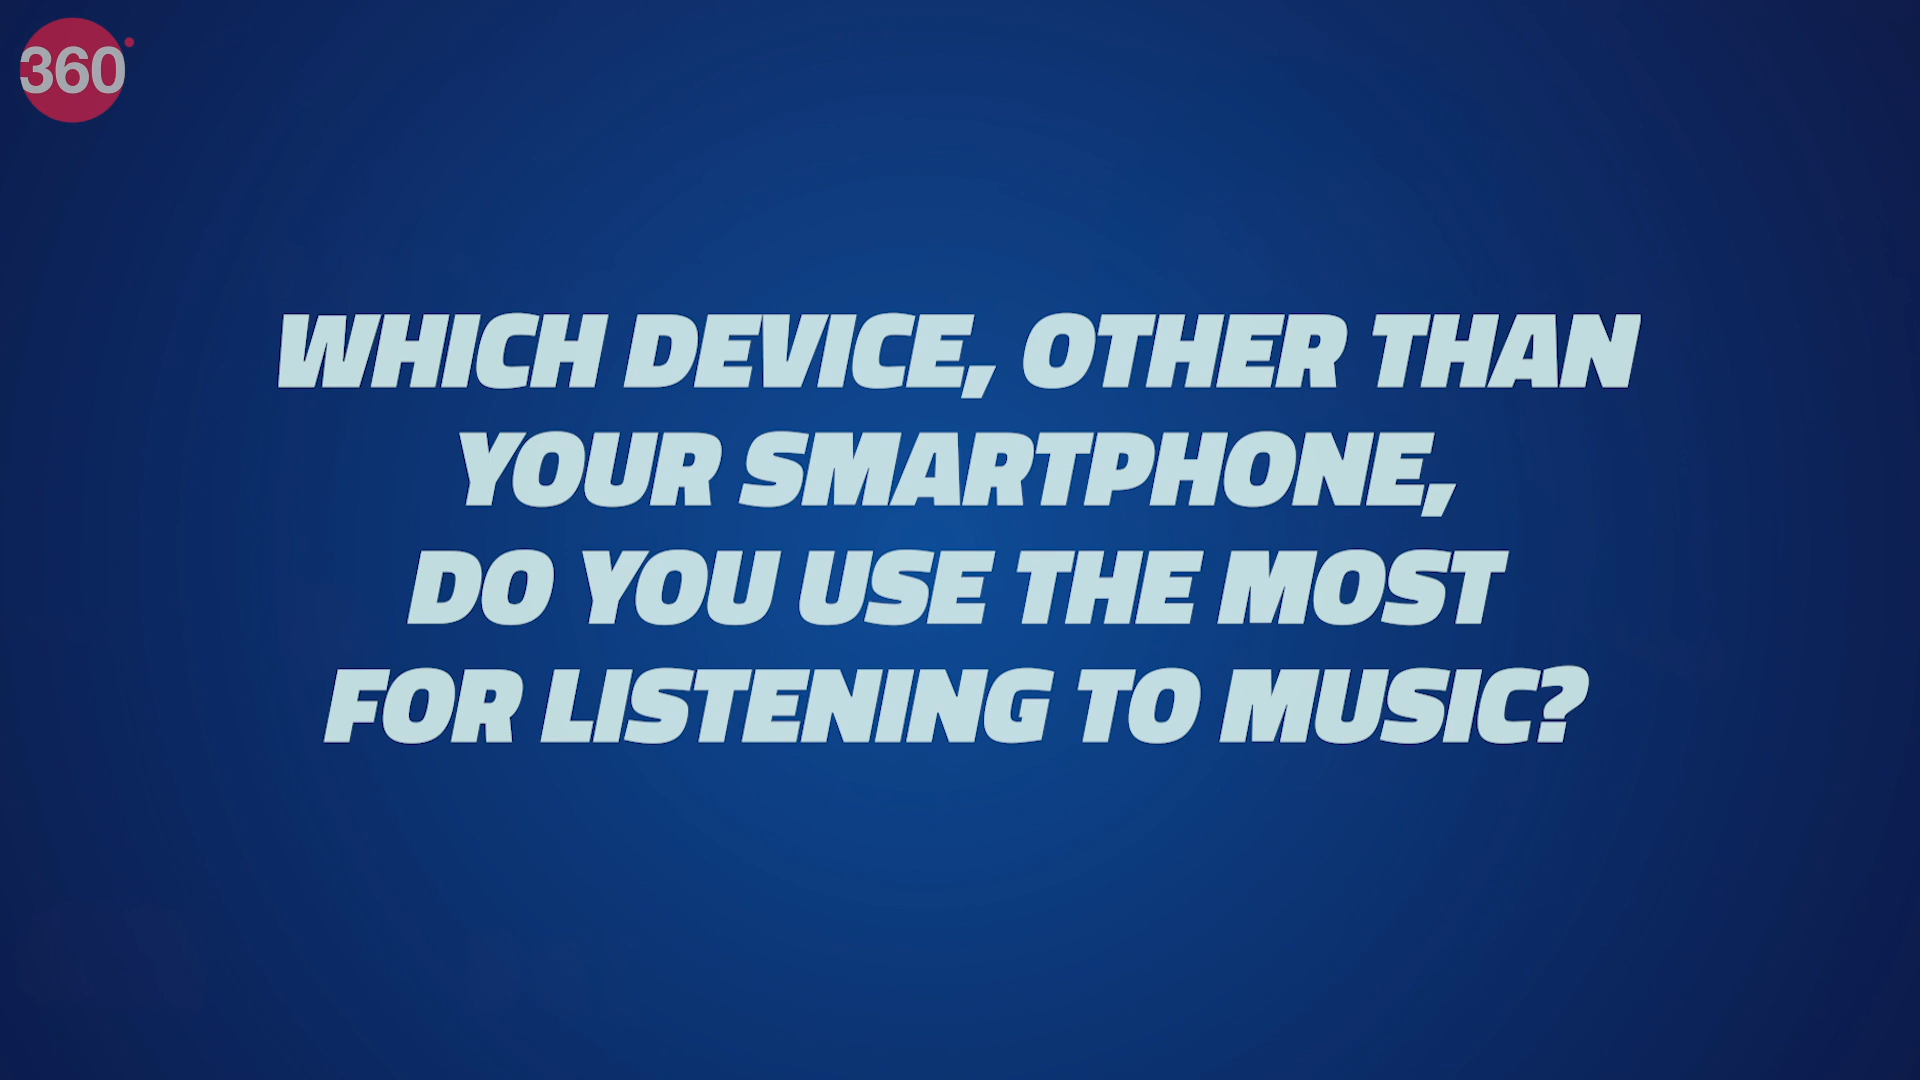 360°
WHICH DEVICE, OTHER THAN
YOUR SMARTPHONE,
DO YOU USE THE MOST
FOR LISTENING TO MUSIC?